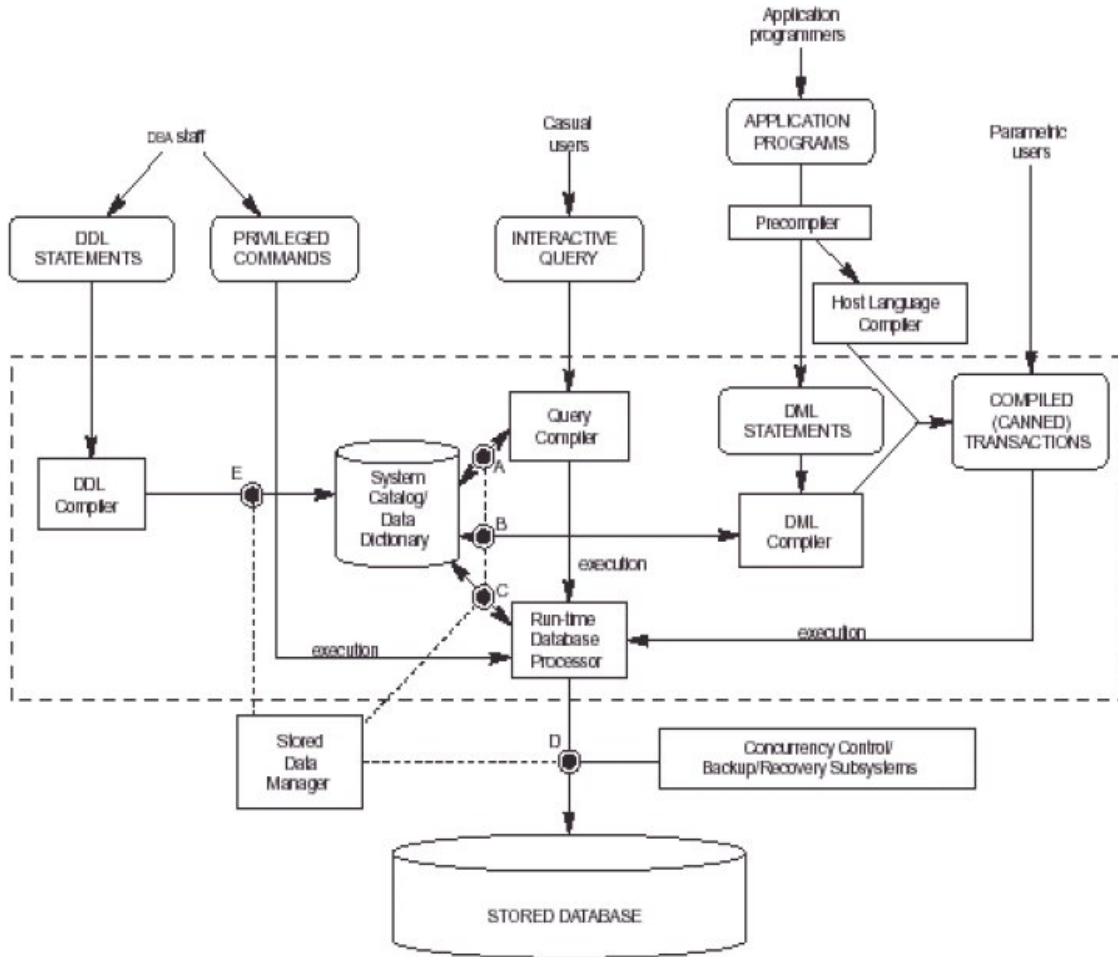 Application
programmers
DBA staff
Casual
users
APPLICATION
PROGRAMS
Parametric
users
DDL
STATEMENTS
PRIVILEGED
COMMANDS
INTERACTIVE
QUERY
Precompiler
Host Language
Compiler
Query
Compiler
DML
STATEMENTS
COMPILED
(CANNED)
TRANSACTIONS
DDL
Compiler
E
System
Catalog/
Data
Dictionary
A
B
C
DML
Compiler
execution
Run-time
Database
Processor
execution
execution
Stored
Data
Manager
D
Concurrency Control/
Backup/Recovery Subsystems
STORED DATABASE